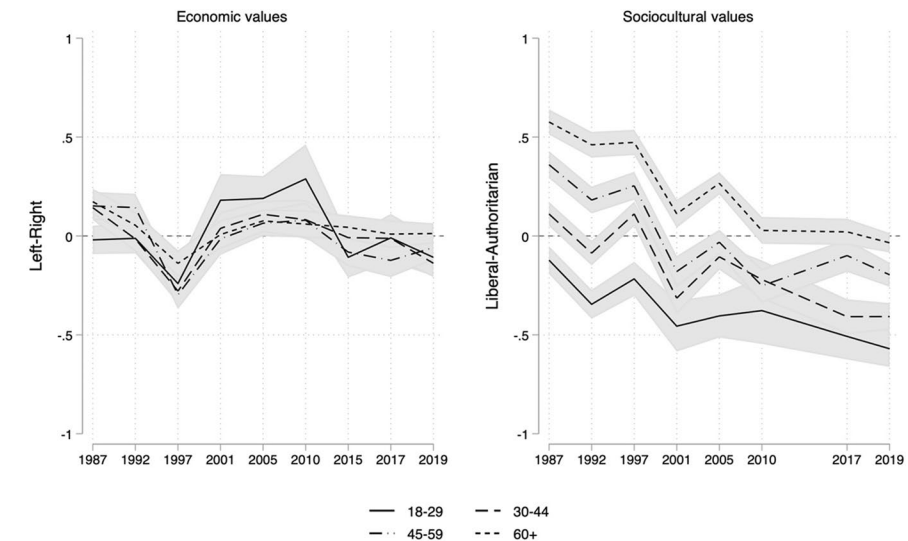 Economic values
Left-Right
1
.5
0
-.5
-1
1987 1992 1997 2001 2005 2010 2015 2017 2019
Sociocultural values
Liberal-Authoritarian
1
.5
0
-.5
-1
1987 1992 1997 2001 2005 2010 2017 2019
18-29 30-44
45-59 60+